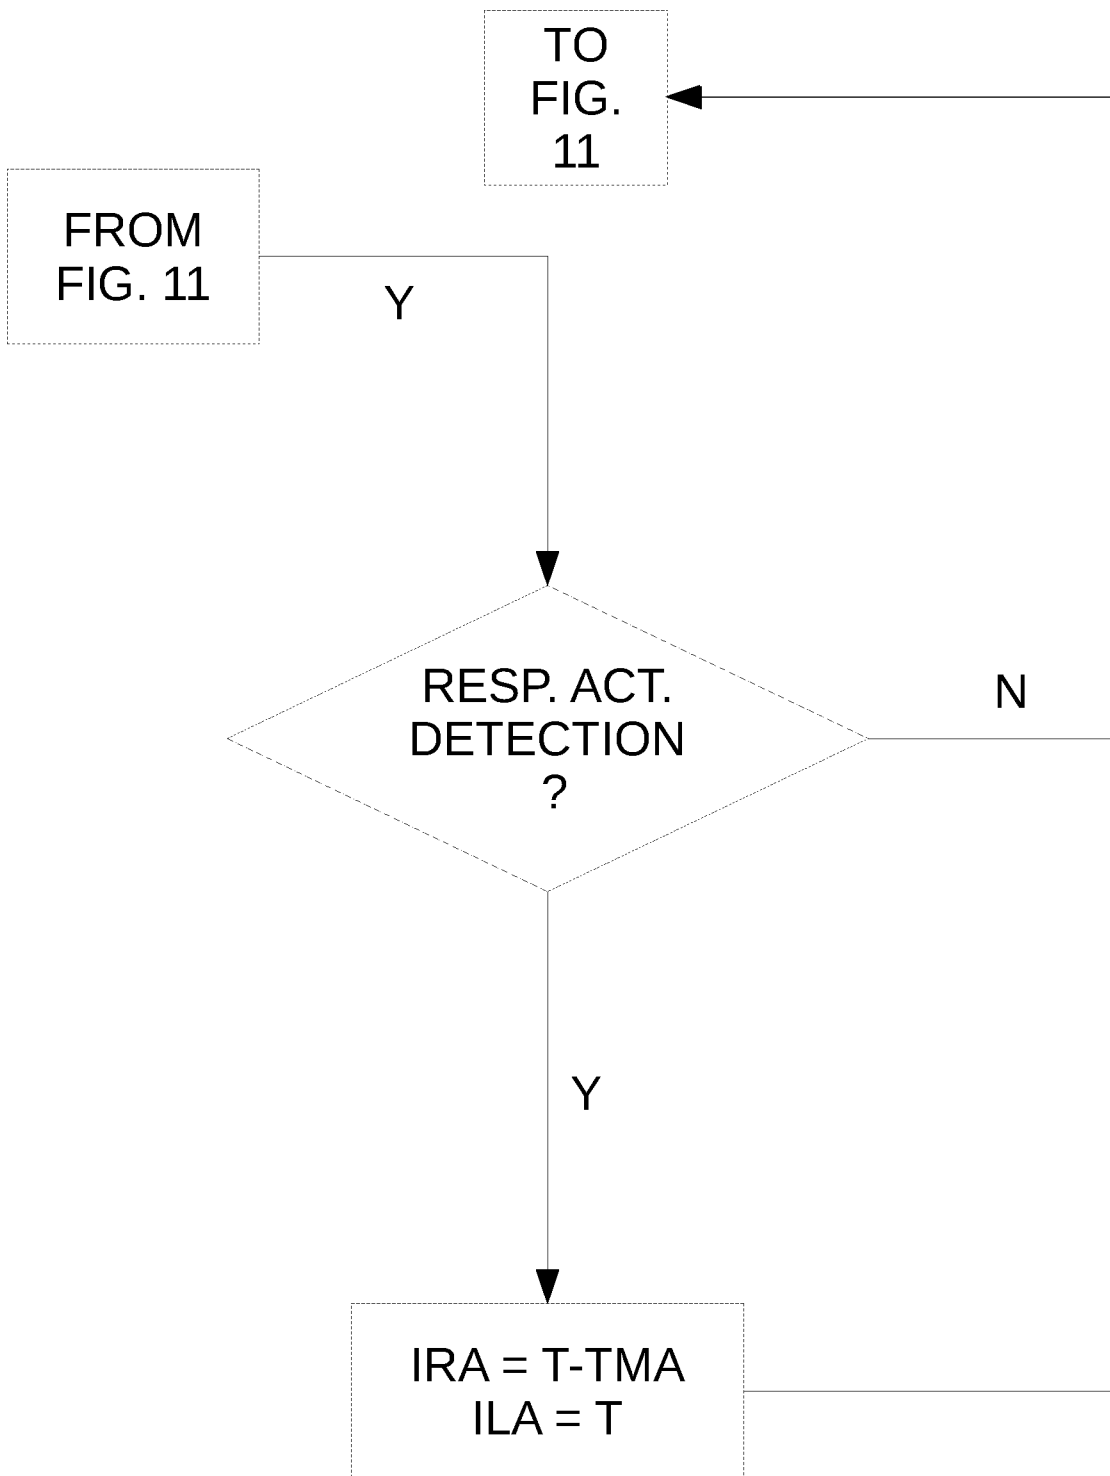 TO
FIG.
11
FROM
FIG. 11
Y
RESP. ACT.
DETECTION
?
N
Y
IRA = T-TMA
ILA = T